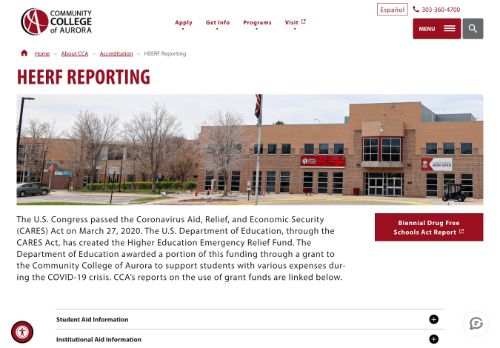 COMMUNITY
COLLEGE
of AURORA
Español
303-360-4700
Apply
Get Info
Programs
Visit
MENU
Home – About CCA – Accreditation – HEERF Reporting
HEERF REPORTING
The U.S. Congress passed the Coronavirus Aid, Relief, and Economic Security
(CARES) Act on March 27, 2020. The U.S. Department of Education, through the
CARES Act, has created the Higher Education Emergency Relief Fund. The
Department of Education awarded a portion of this funding through a grant to
the Community College of Aurora to support students with various expenses dur-
ing the COVID-19 crisis. CCA's reports on the use of grant funds are linked below.
Biennial Drug Free
Schools Act Report
Student Aid Information
Institutional Aid Information